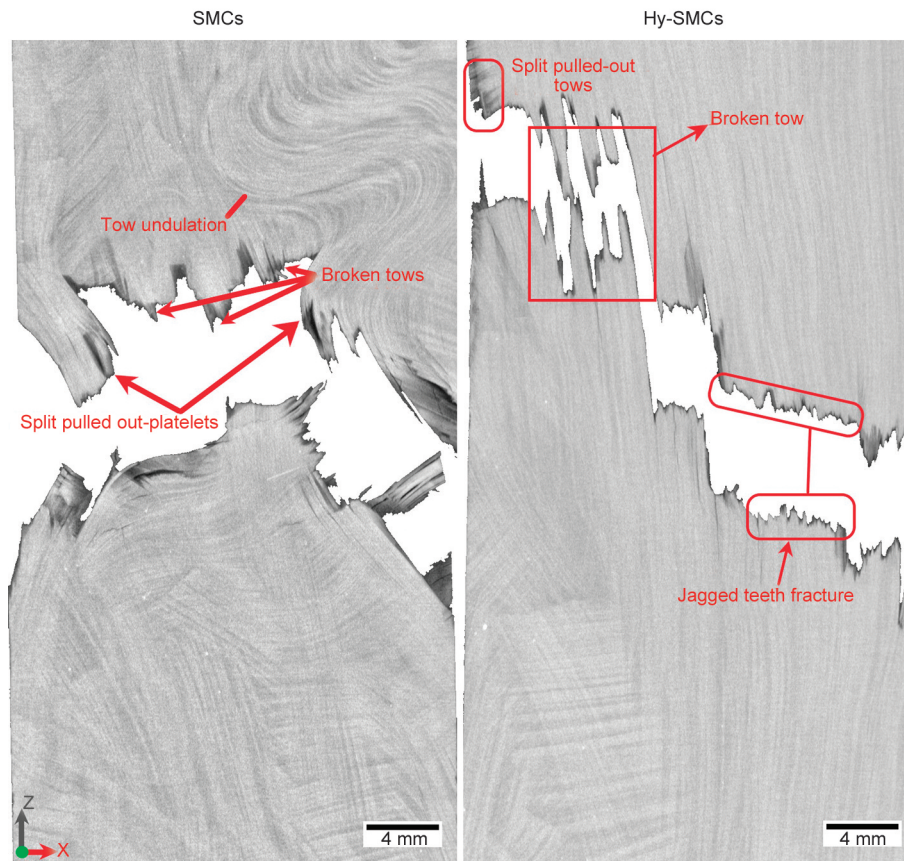 SMCs
Hy-SMCs
Tow undulation
Broken tows
Split pulled out-platelets
Z
X
4 mm
Split pulled-out
tows
Broken tow
Jagged teeth fracture
4 mm